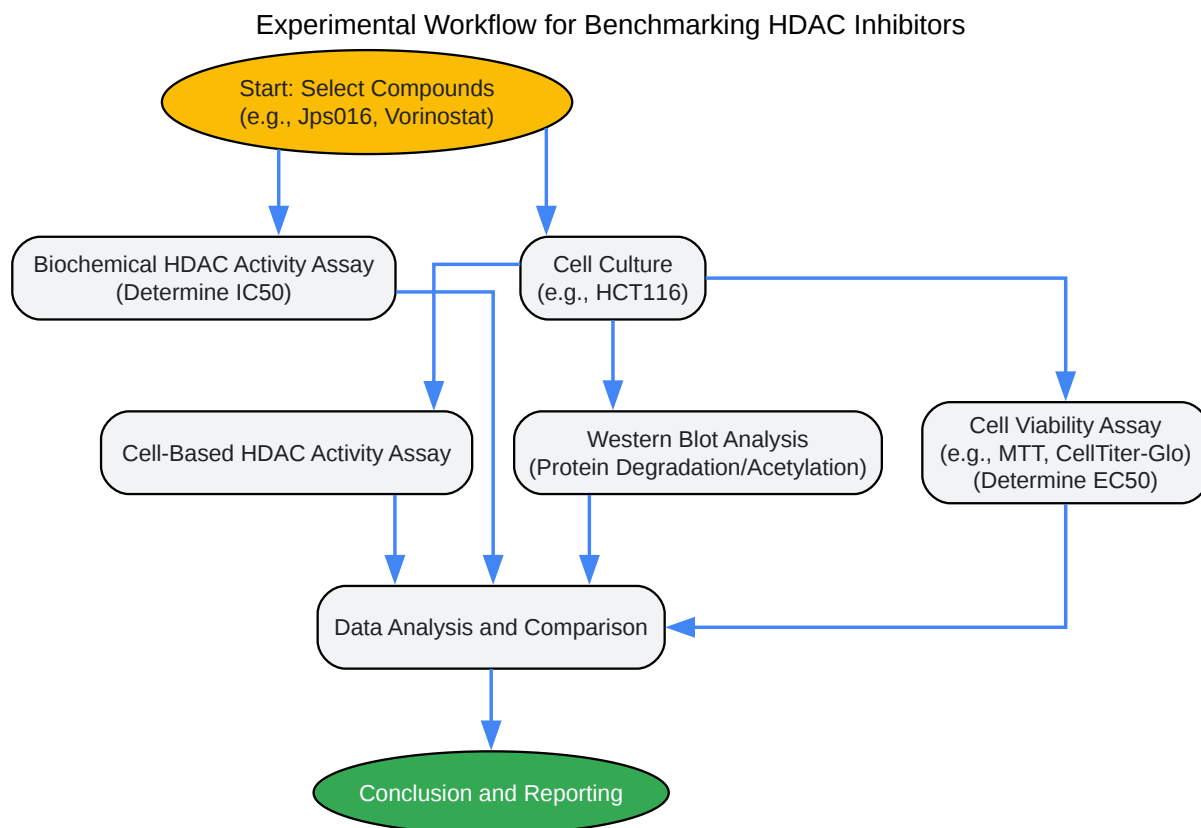 Experimental Workflow for Benchmarking HDAC Inhibitors
Start: Select Compounds
(e.g., Jps016, Vorinostat)
Biochemical HDAC Activity Assay
(Determine IC50)
Cell Culture
(e.g., HCT116)
Cell-Based HDAC Activity Assay
Western Blot Analysis
(Protein Degradation/Acetylation)
Cell Viability Assay
(e.g., MTT, CellTiter-Glo)
(Determine EC50)
Data Analysis and Comparison
Conclusion and Reporting